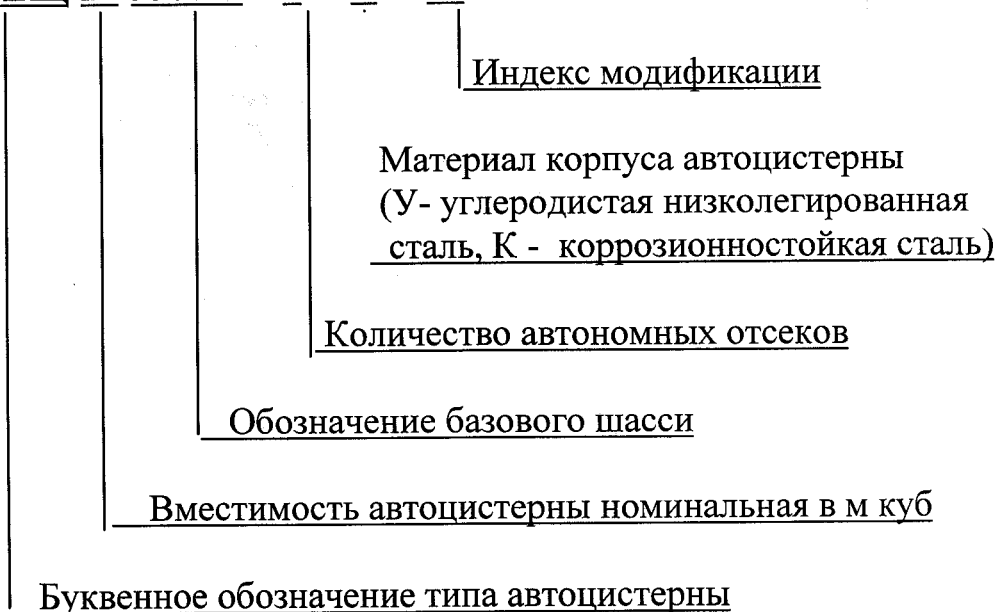 Индекс модификации
Материал корпуса автоцистерны
(У- углеродистая низколегированная
сталь, К - коррозионностойкая сталь)
Количество автономных отсеков
Обозначение базового шасси
Вместимость автоцистерны номинальная в м куб
Буквенное обозначение типа автоцистерны